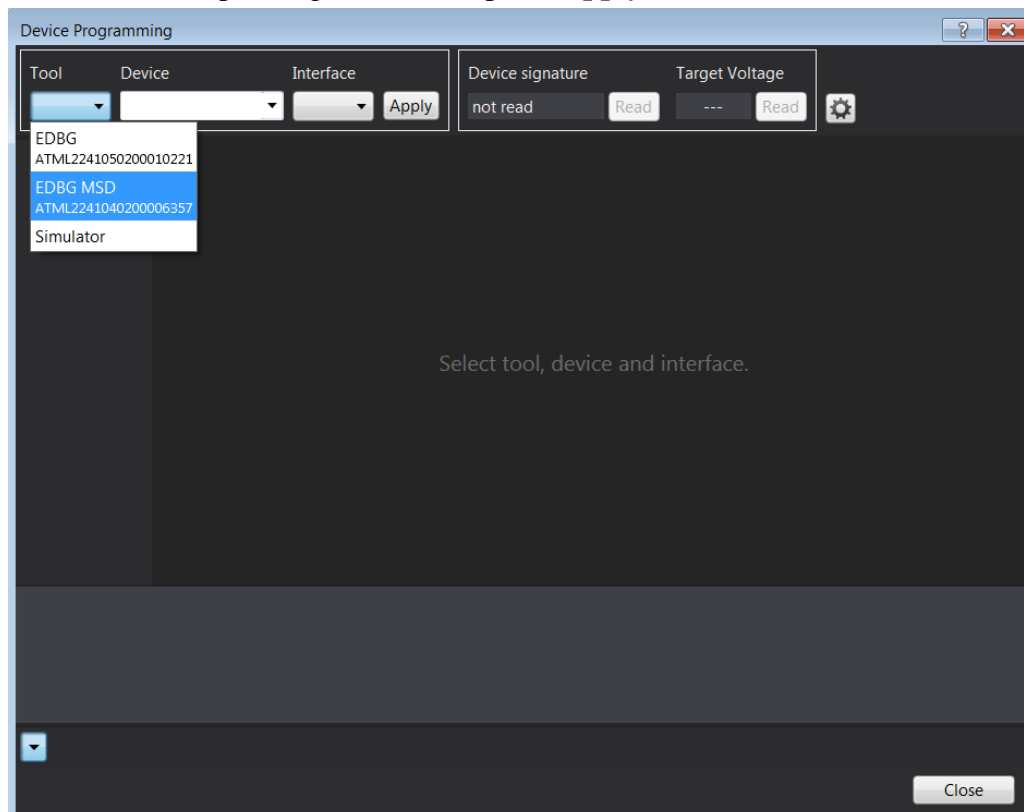 Device Programming
Tool Device Interface Device signature Target Voltage
Apply not read Read --- Read
EDBG
ATML2241050200010221
EDBG MSD
ATML2241040200006357
Simulator
Select tool, device and interface.
Close